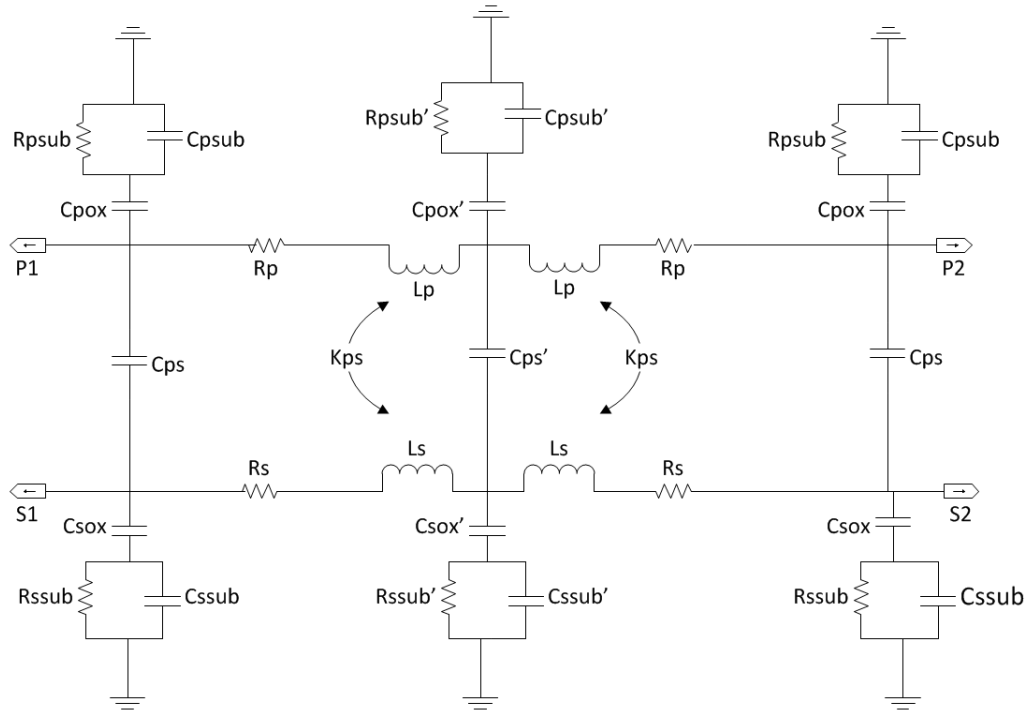 Rpsub Cpsub Rpsub’ Cpsub’ Rpsub Cpsub
Cpox Cpox’ Cpox
P1 Rp Lp Lp Rp P2
Kps Cps Cps’ Kps Cps
Rs Ls Ls Rs
S1 Csox Csox’ Csox S2
Rssub Cssub Rssub’ Cssub’ Rssub Cssub